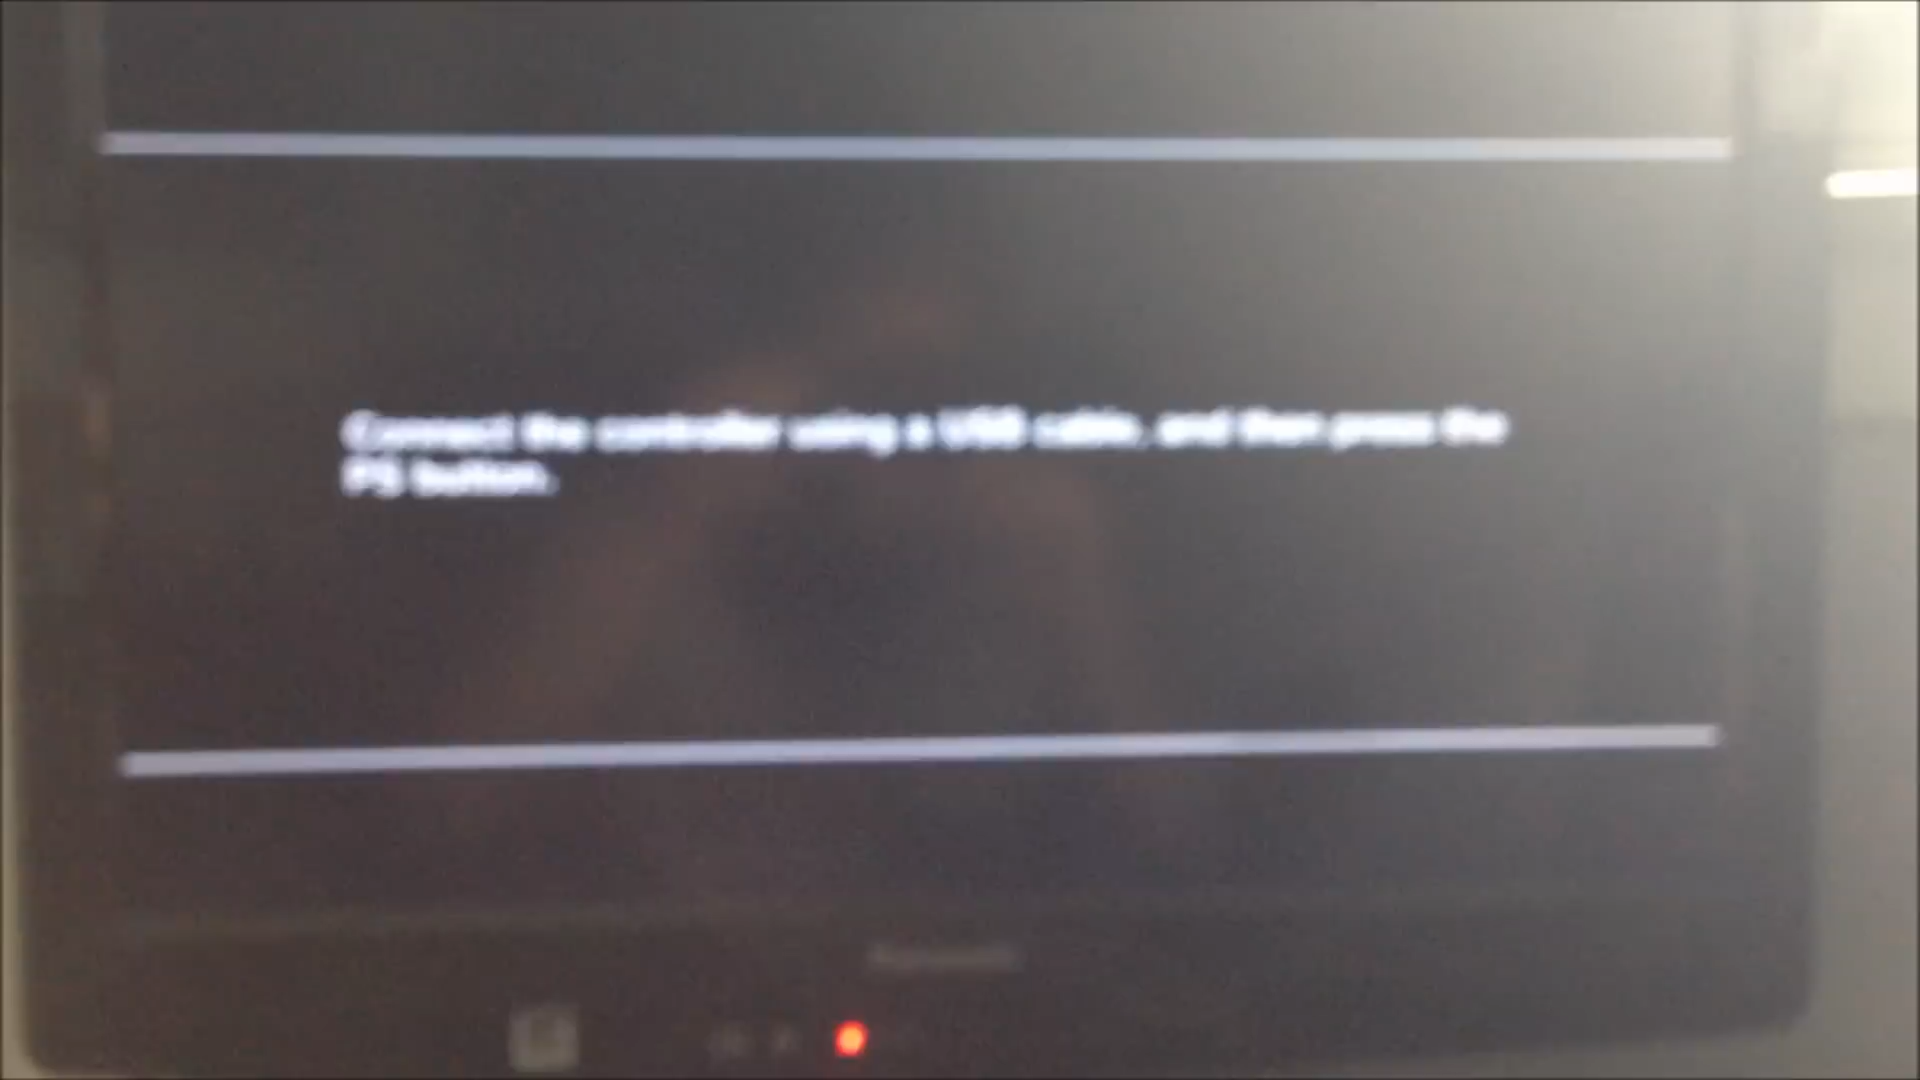 Connect the controller using a USB cable, and then press the
PS button.